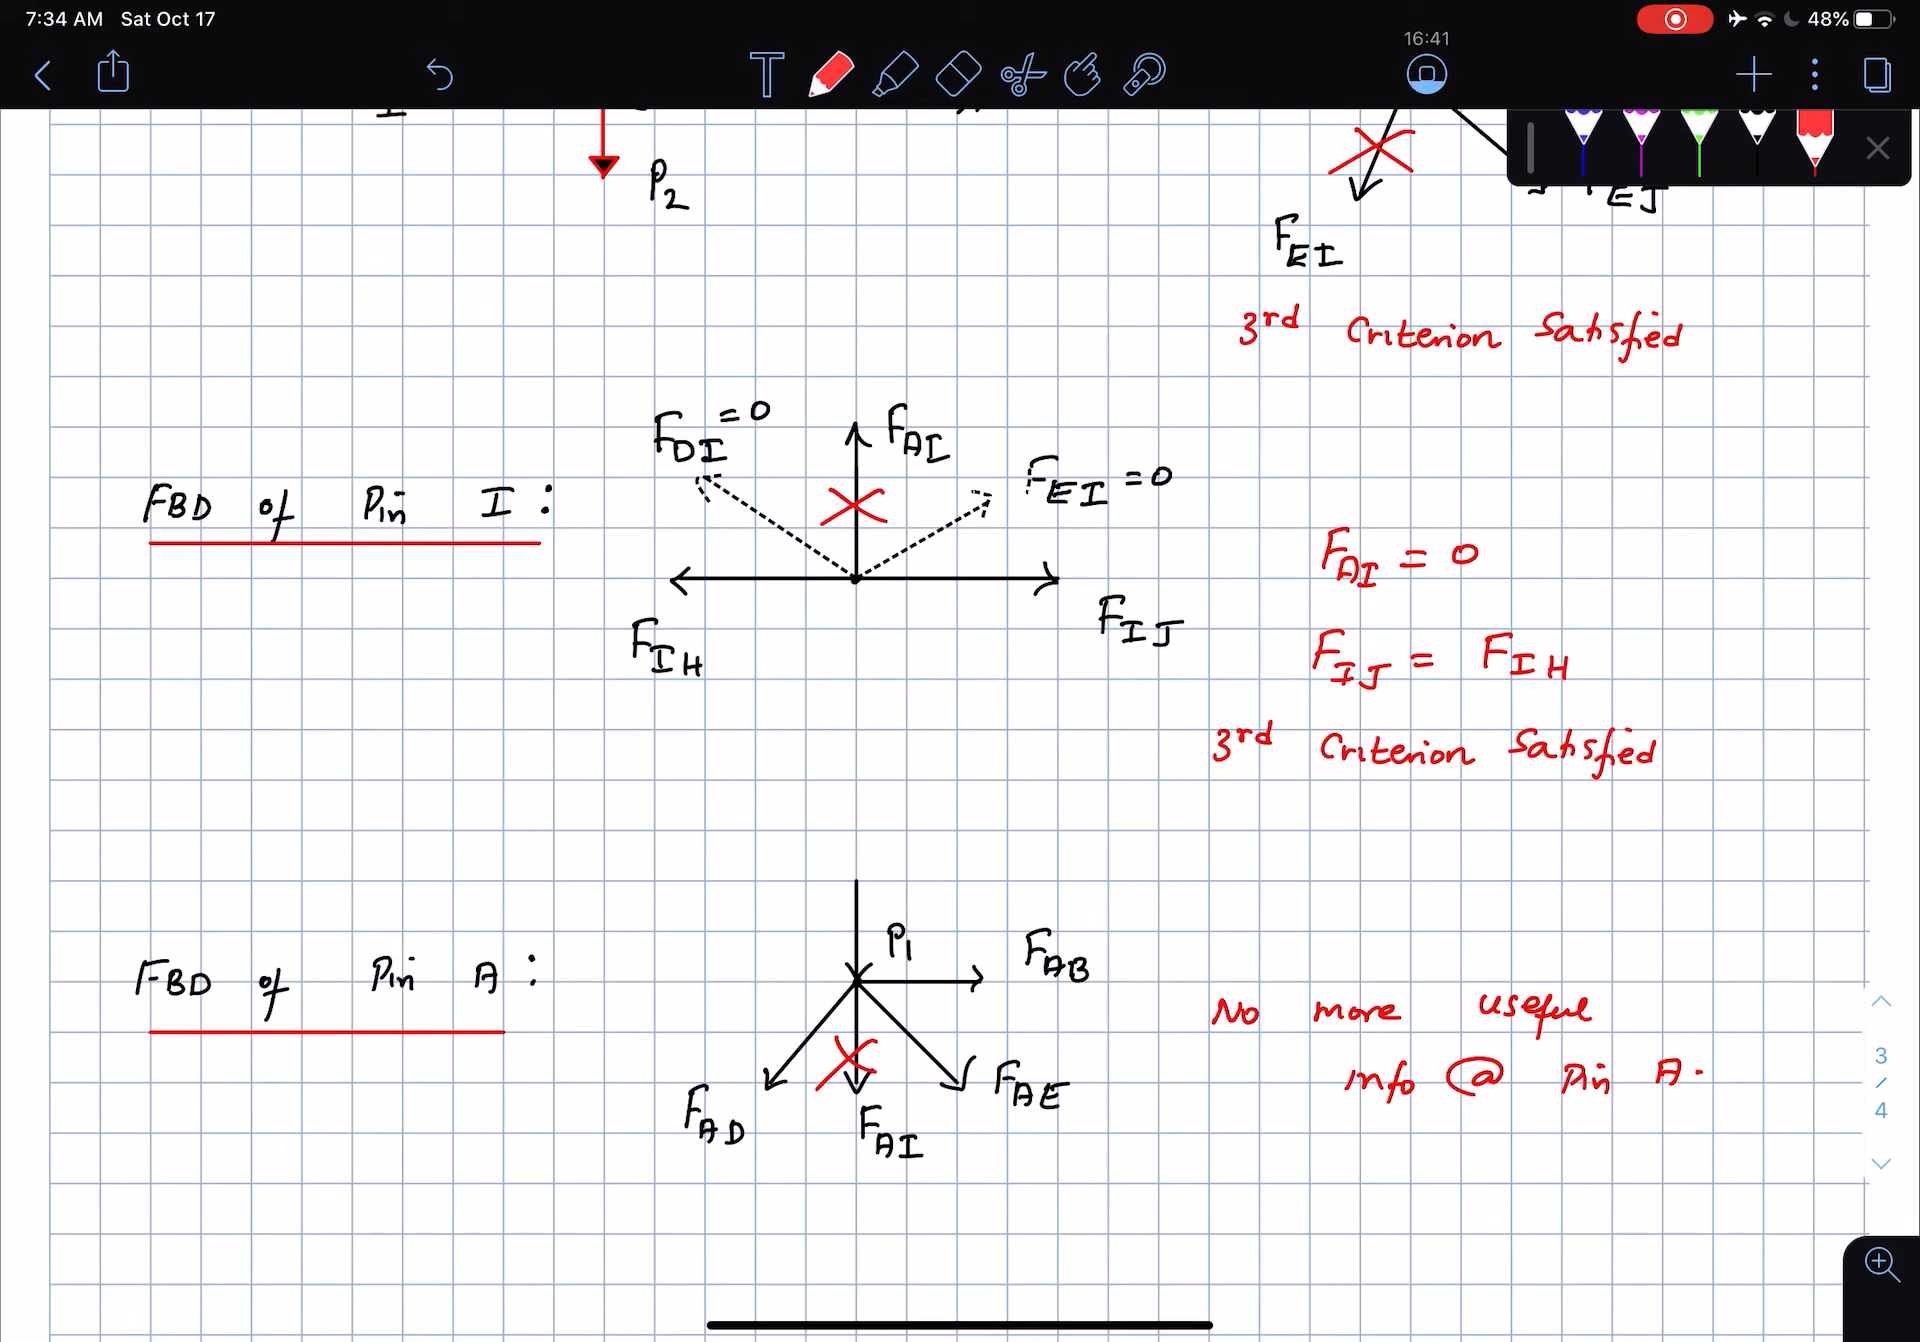 7:34 AM Sat Oct 17
48%
16:41
I
P2
FEJ
FEI
3rd Criterion Satisfied
FDI = 0
FAI
FEI = 0
FBD of Pin I :
FAI = 0
FIH
FIJ
FIJ = FIH
3rd Criterion Satisfied
P1
FAB
FBD of Pin A :
No more useful
info @ Pin A.
FAD
FAI
FAE
3
/
4